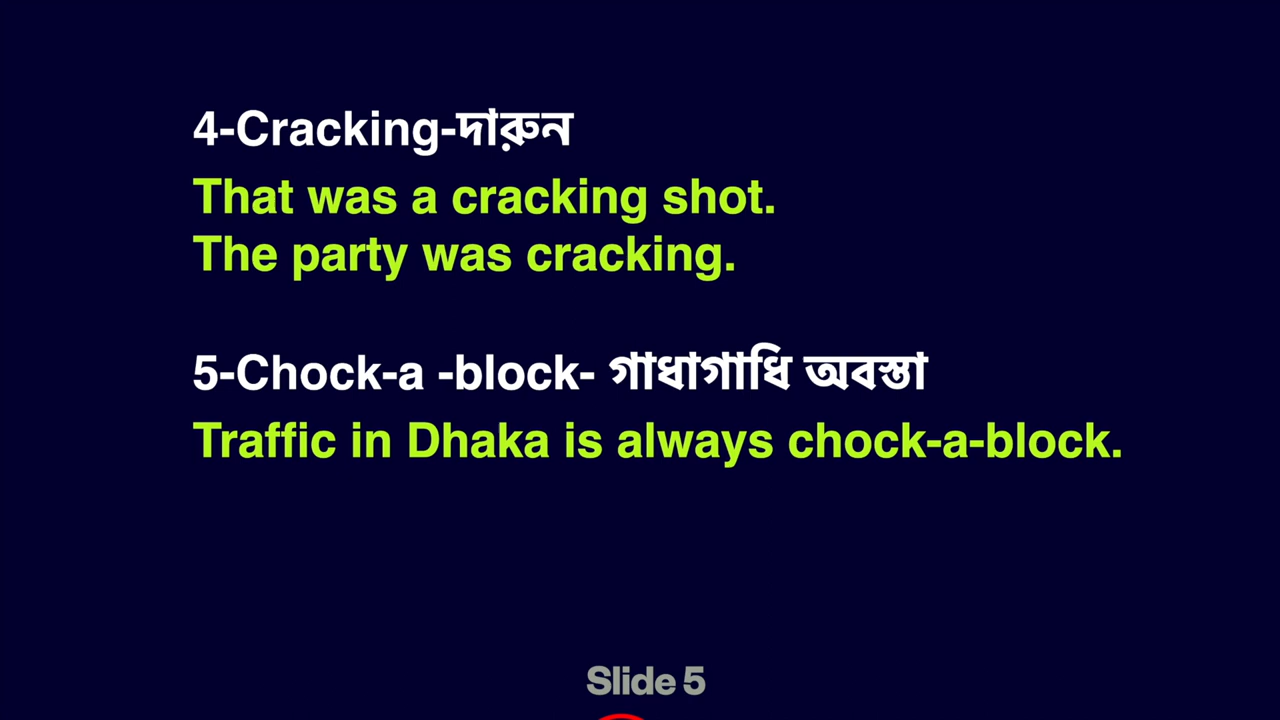 4-Cracking-দারুন
That was a cracking shot.
The party was cracking.
5-Chock-a -block- গাধাগাধি অবস্তা
Traffic in Dhaka is always chock-a-block.
Slide 5